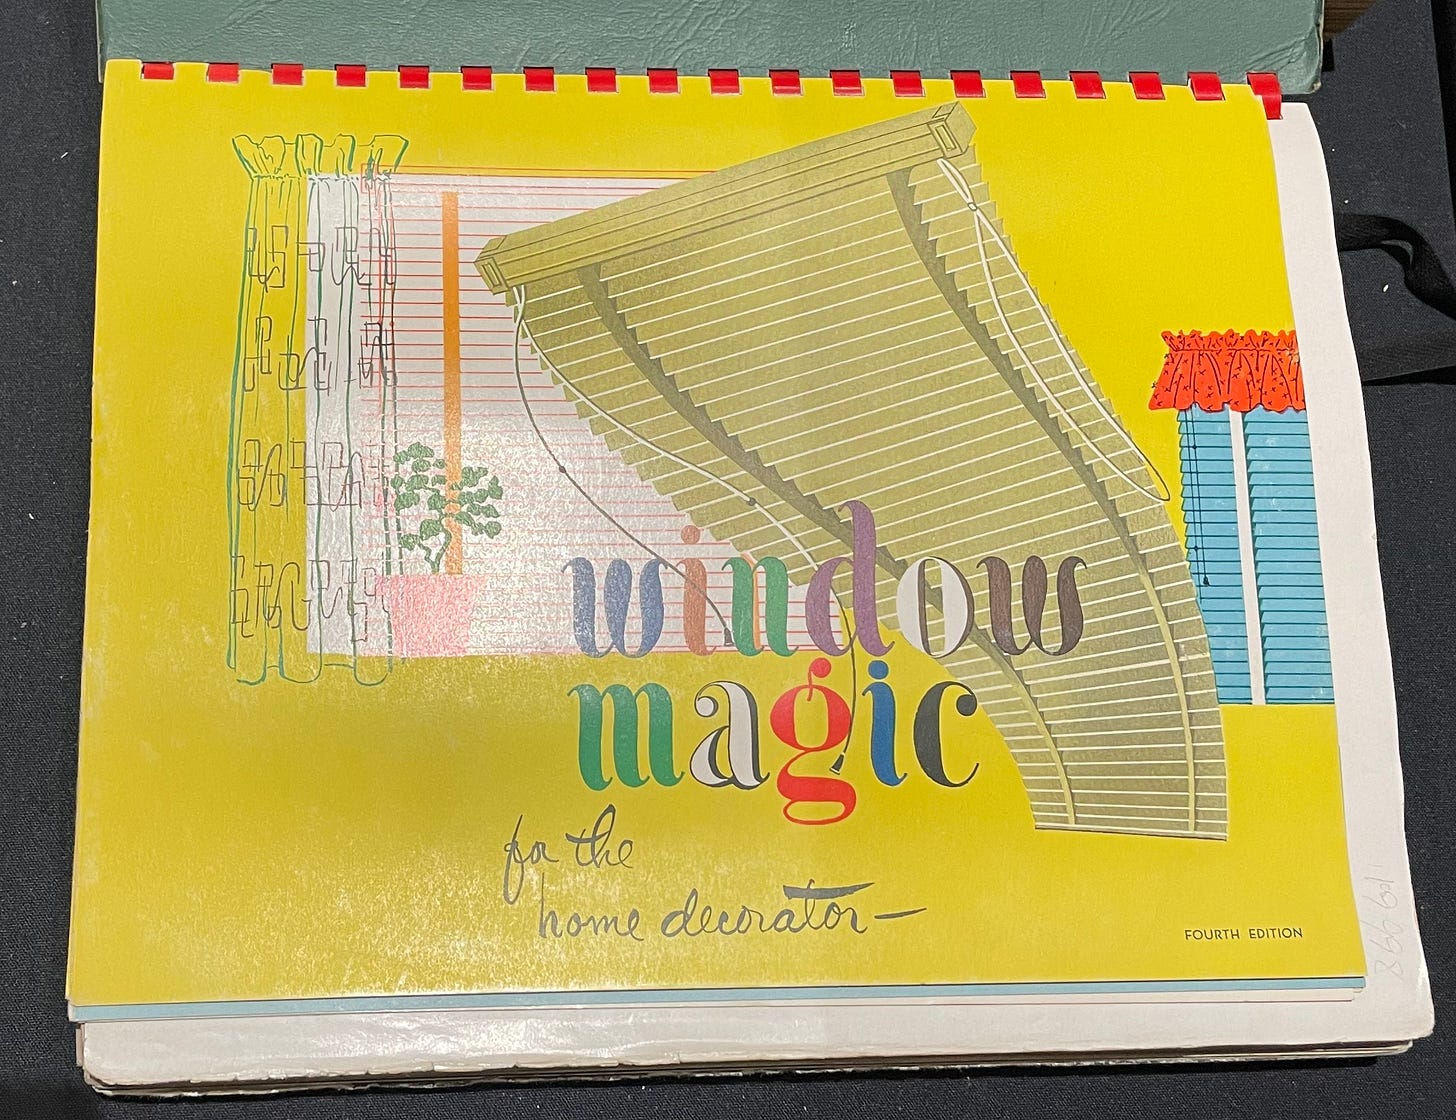 window
magic
for the
home decorator—
FOURTH EDITION